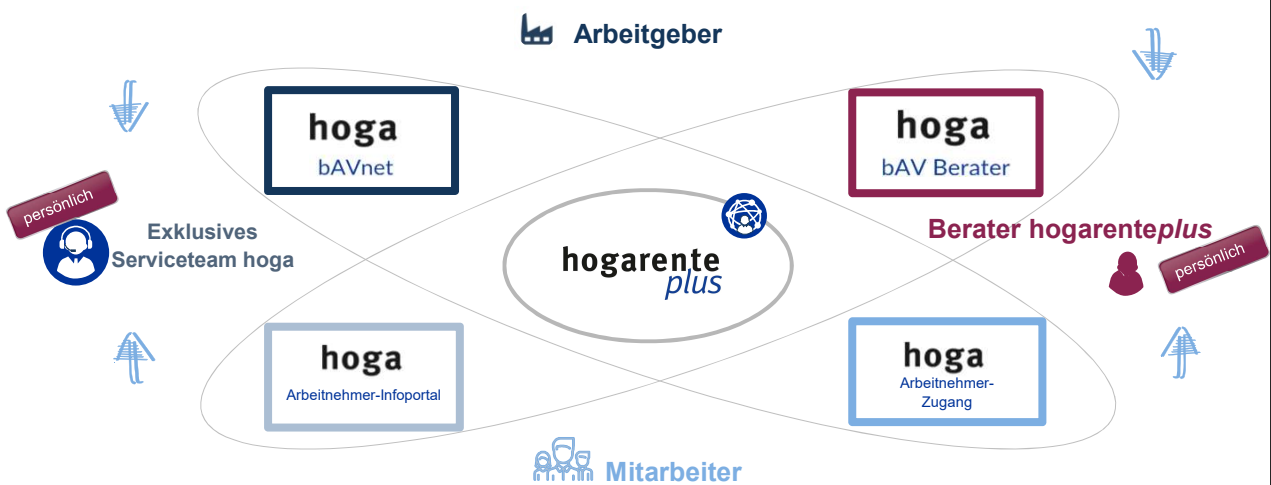 Arbeitgeber
hoga
bAVnet
hoga
bAV Berater
persönlich
Exklusives
Serviceteam hoga
hogarente
plus
Berater hogarenteplus
persönlich
hoga
Arbeitnehmer-Infoportal
hoga
Arbeitnehmer-
Zugang
Mitarbeiter